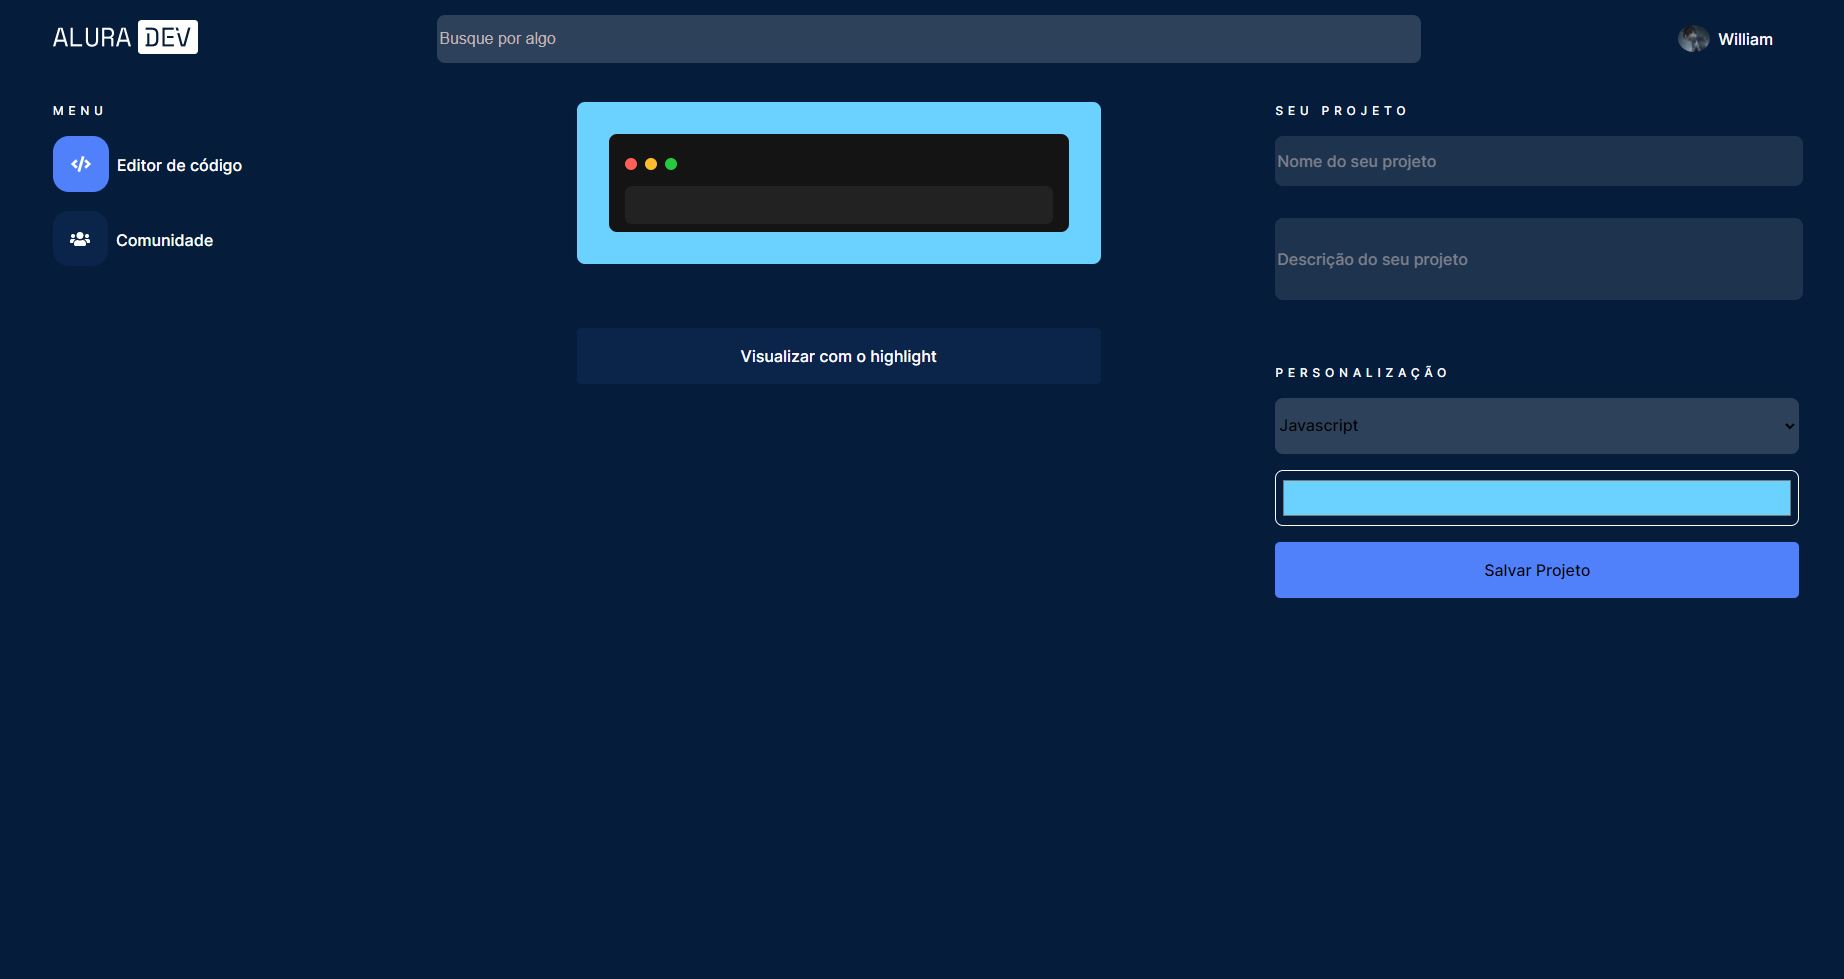 ALURA DEV
Busque por algo
William
MENU
Editor de código
Comunidade
Visualizar com o highlight
SEU PROJETO
Nome do seu projeto
Descrição do seu projeto
PERSONALIZAÇÃO
Javascript
Salvar Projeto